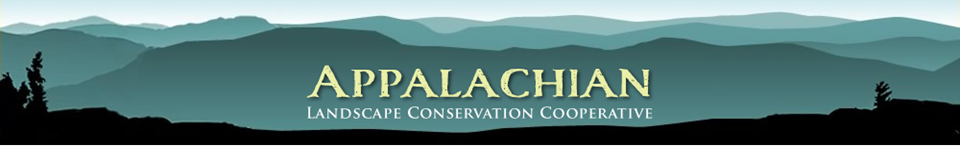 APPALACHIAN
LANDSCAPE CONSERVATION COOPERATIVE